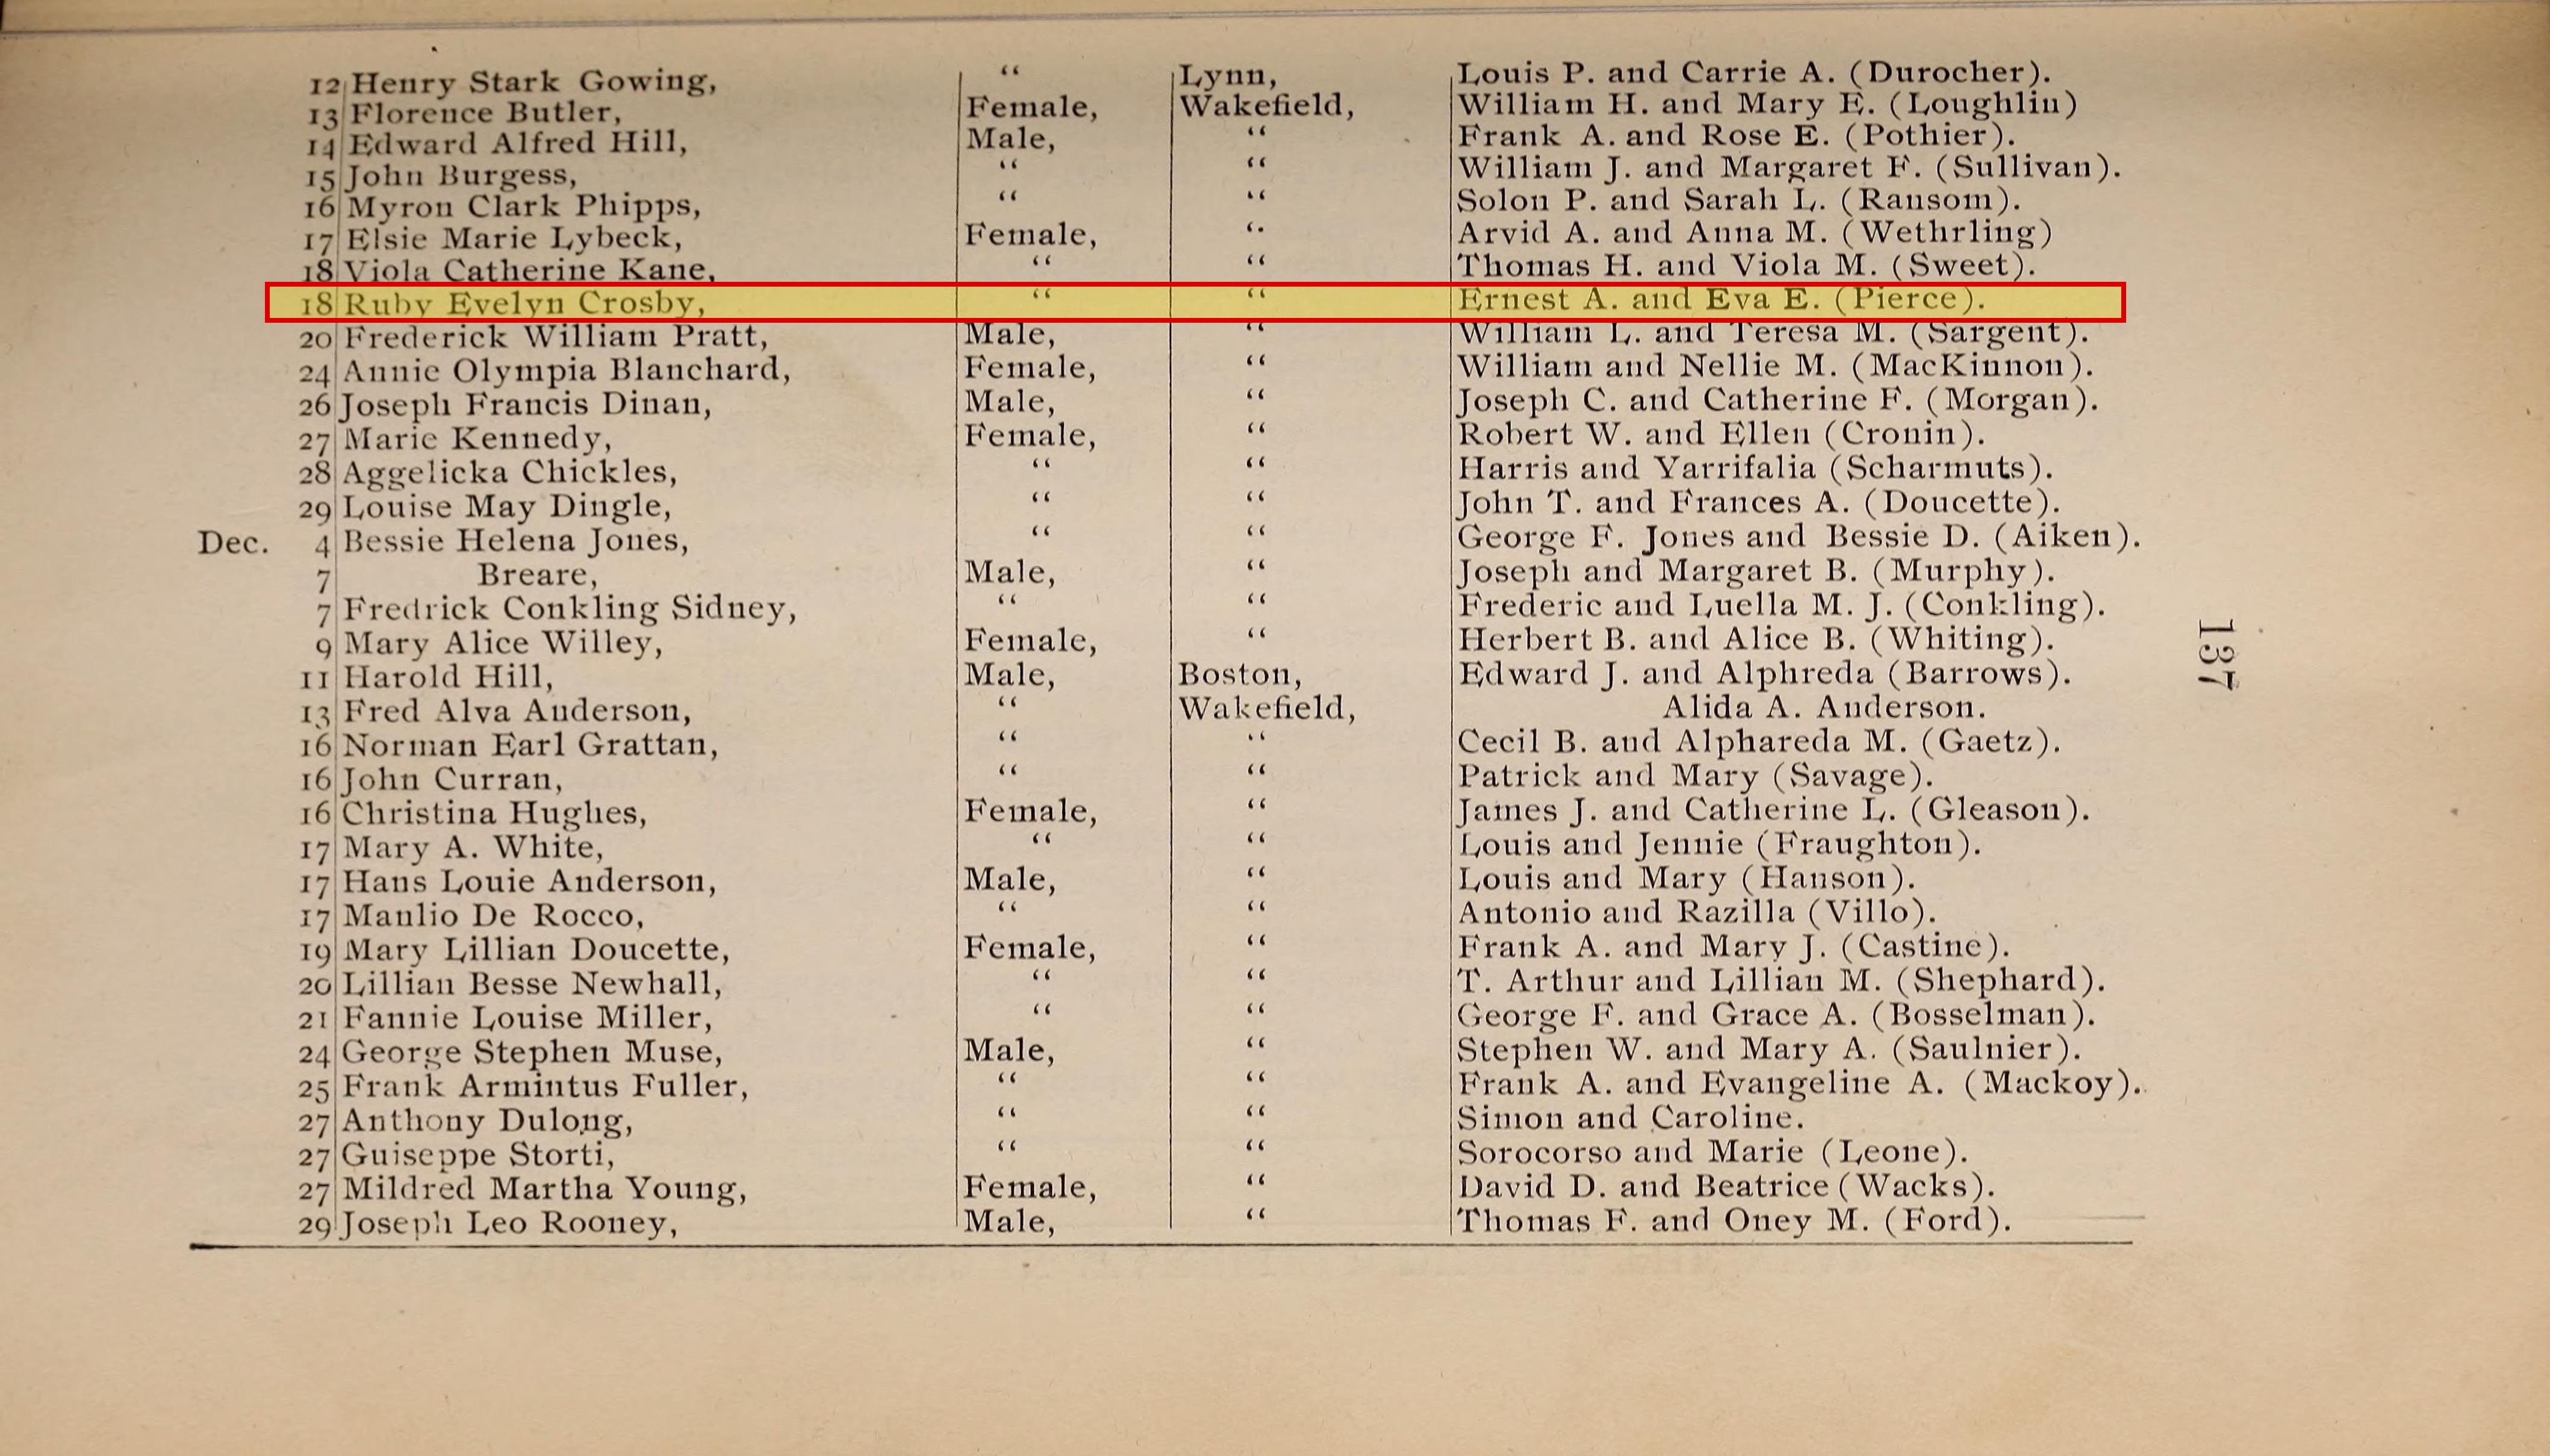 12 Henry Stark Gowing, “ Lynn, Louis P. and Carrie A. (Durocher).
13 Florence Butler, Female, Wakefield, William H. and Mary E. (Loughlin)
14 Edward Alfred Hill, Male, “ Frank A. and Rose E. (Pothier).
15 John Burgess, “ “ William J. and Margaret F. (Sullivan).
16 Myron Clark Phipps, “ “ Solon P. and Sarah L. (Ransom).
17 Elsie Marie Lybeck, Female, “ Arvid A. and Anna M. (Wethrling)
18 Viola Catherine Kane, “ “ Thomas H. and Viola M. (Sweet).
18 Ruby Evelyn Crosby, “ “ Ernest A. and Eva E. (Pierce).
20 Frederick William Pratt, Male, “ William L. and Teresa M. (Sargent).
24 Annie Olympia Blanchard, Female, “ William and Nellie M. (MacKinnon).
26 Joseph Francis Dinan, Male, “ Joseph C. and Catherine F. (Morgan).
27 Marie Kennedy, Female, “ Robert W. and Ellen (Cronin).
28 Aggelicka Chickles, “ “ Harris and Yarrifalia (Scharmuts).
29 Louise May Dingle, “ “ John T. and Frances A. (Doucette).
Dec. 4 Bessie Helena Jones, “ “ George F. Jones and Bessie D. (Aiken).
7 Breare, Male, “ Joseph and Margaret B. (Murphy).
7 Fredrick Conkling Sidney, “ “ Frederic and Luella M. J. (Conkling).
9 Mary Alice Willey, Female, “ Herbert B. and Alice B. (Whiting).
11 Harold Hill, Male, Boston, Edward J. and Alphreda (Barrows).
13 Fred Alva Anderson, “ Wakefield, Alida A. Anderson.
16 Norman Earl Grattan, “ “ Cecil B. and Alphareda M. (Gaetz).
16 John Curran, “ “ Patrick and Mary (Savage).
16 Christina Hughes, Female, “ James J. and Catherine L. (Gleason).
17 Mary A. White, “ “ Louis and Jennie (Fraughton).
17 Hans Louie Anderson, Male, “ Louis and Mary (Hanson).
17 Manlio De Rocco, “ “ Antonio and Razilla (Villo).
19 Mary Lillian Doucette, Female, “ Frank A. and Mary J. (Castine).
20 Lillian Besse Newhall, “ “ T. Arthur and Lillian M. (Shephard).
21 Fannie Louise Miller, “ “ George F. and Grace A. (Bosselman).
24 George Stephen Muse, Male, “ Stephen W. and Mary A. (Saulnier).
25 Frank Armintus Fuller, “ “ Frank A. and Evangeline A. (Mackoy).
27 Anthony Dulong, “ “ Simon and Caroline.
27 Guiseppe Storti, “ “ Sorocorso and Marie (Leone).
27 Mildred Martha Young, Female, “ David D. and Beatrice (Wacks).
29 Joseph Leo Rooney, Male, “ Thomas F. and Oney M. (Ford).
137